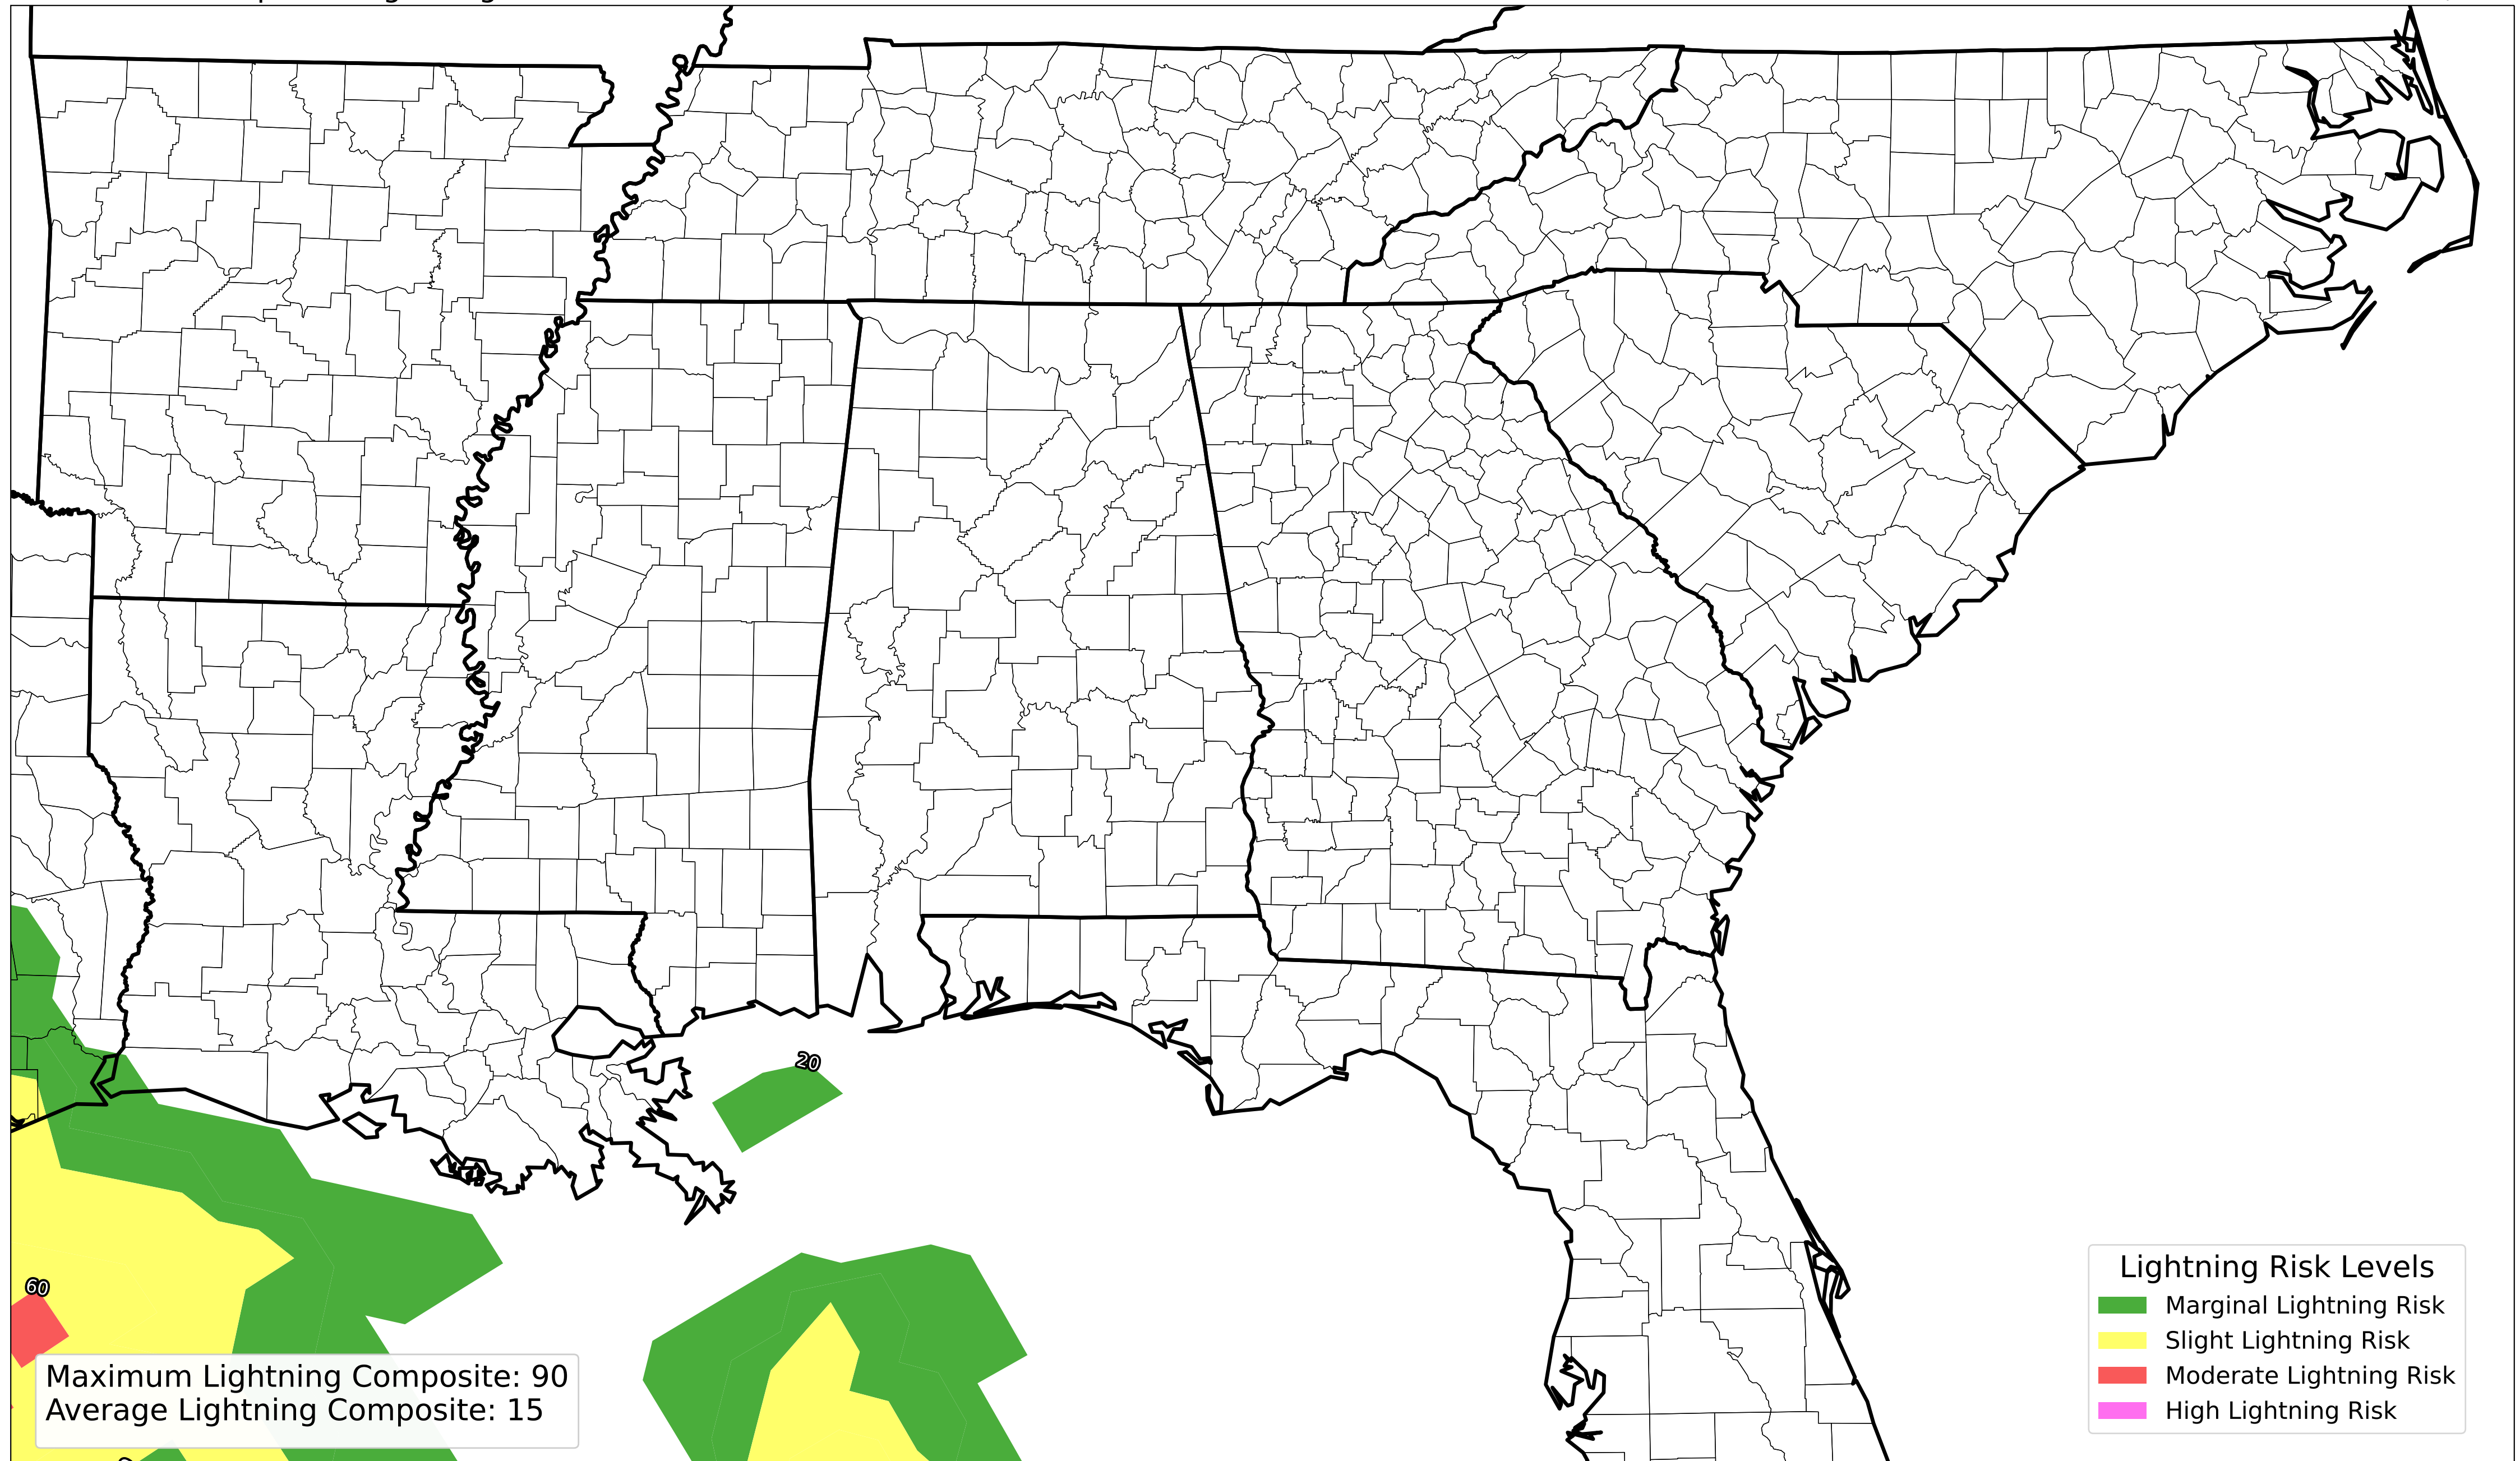 20
60
Maximum Lightning Composite: 90
Average Lightning Composite: 15
Lightning Risk Levels
Marginal Lightning Risk
Slight Lightning Risk
Moderate Lightning Risk
High Lightning Risk